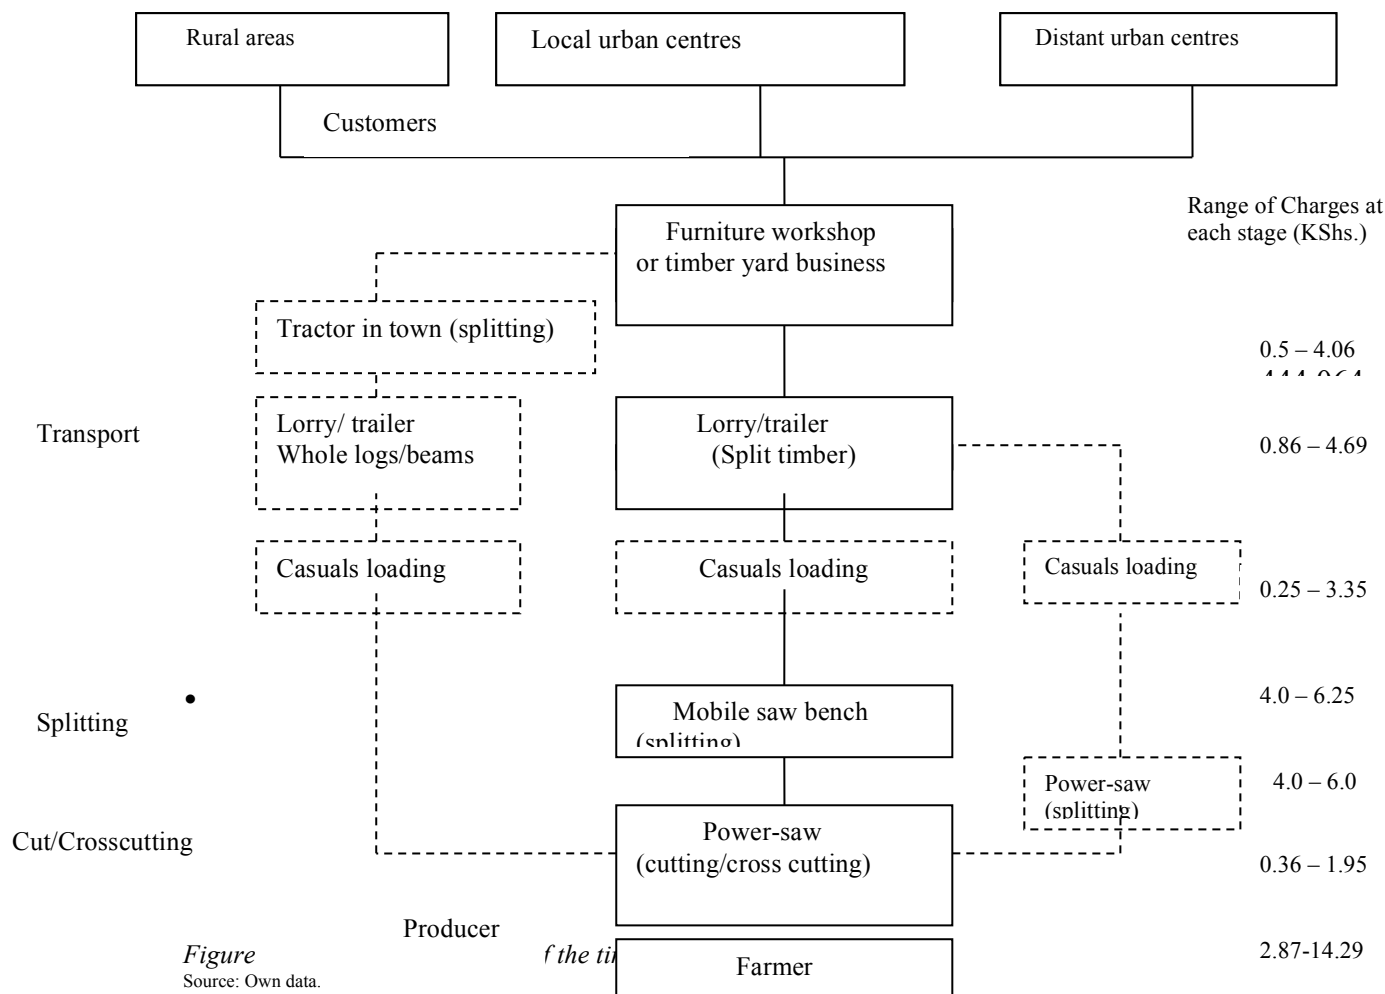 Rural areas
Local urban centres
Distant urban centres
Customers
Range of Charges at
each stage (KShs.)
Furniture workshop
or timber yard business
Tractor in town (splitting)
0.5 – 4.06
Transport
Lorry/ trailer
Whole logs/beams
Lorry/trailer
(Split timber)
0.86 – 4.69
Casuals loading
Casuals loading
Casuals loading
0.25 – 3.35
•
Splitting
Mobile saw bench
(splitting)
4.0 – 6.25
Power-saw
(splitting)
4.0 – 6.0
Cut/Crosscutting
Power-saw
(cutting/cross cutting)
0.36 – 1.95
Producer
Figure
f the
Source: Own data.
Farmer
2.87-14.29